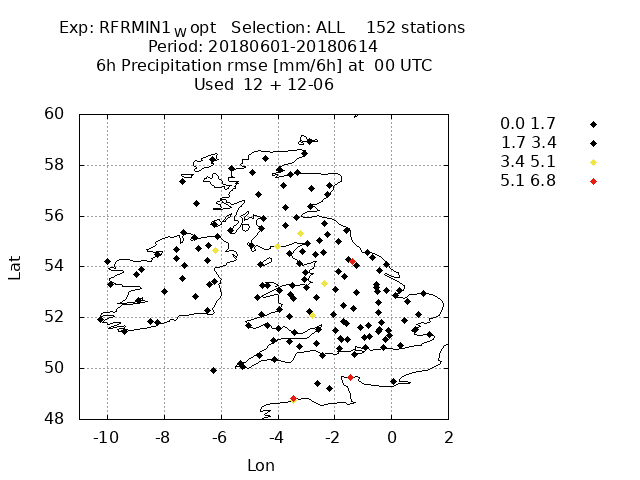 Exp: RFRMIN1w opt Selection: ALL 152 stations
Period: 20180601-20180614
6h Precipitation rmse [mm/6h] at 00 UTC
Used 12 + 12-06
60
58
56
54
52
50
48
Lat
-10 -8 -6 -4 -2 0 2
Lon
0.0 1.7
1.7 3.4
3.4 5.1
5.1 6.8